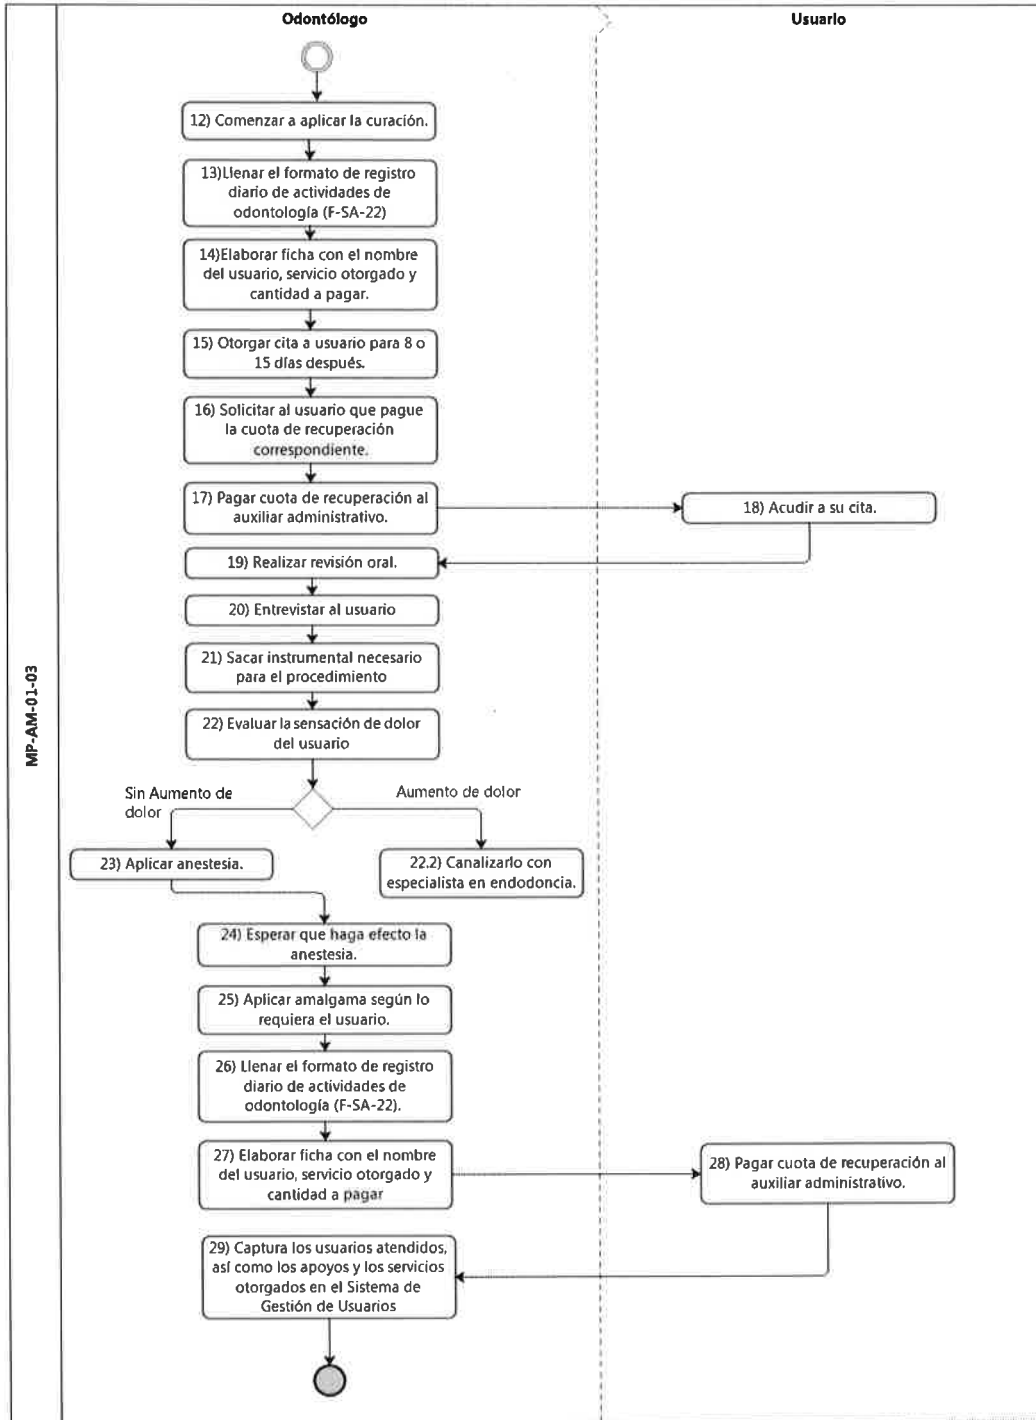 Odontólogo
Usuario
MP-AM-01-03
12) Comenzar a aplicar la curación.
13)Llenar el formato de registro
diario de actividades de
odontología (F-SA-22)
14)Elaborar ficha con el nombre
del usuario, servicio otorgado y
cantidad a pagar.
15) Otorgar cita a usuario para 8 o
15 días después.
16) Solicitar al usuario que pague
la cuota de recuperación
correspondiente.
17) Pagar cuota de recuperación al
auxiliar administrativo.
18) Acudir a su cita.
19) Realizar revisión oral.
20) Entrevistar al usuario
21) Sacar instrumental necesario
para el procedimiento
22) Evaluar la sensación de dolor
del usuario
Sin Aumento de
dolor
Aumento de dolor
23) Aplicar anestesia.
22.2) Canalizarlo con
especialista en endodoncia.
24) Esperar que haga efecto la
anestesia.
25) Aplicar amalgama según lo
requiera el usuario.
26) Llenar el formato de registro
diario de actividades de
odontología (F-SA-22).
27) Elaborar ficha con el nombre
del usuario, servicio otorgado y
cantidad a pagar
28) Pagar cuota de recuperación al
auxiliar administrativo.
29) Captura los usuarios atendidos,
así como los apoyos y los servicios
otorgados en el Sistema de
Gestión de Usuarios